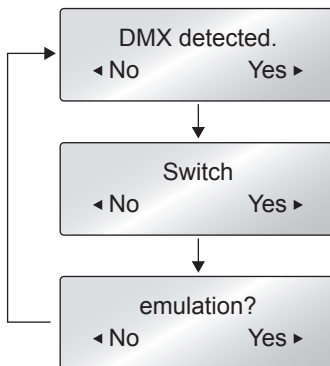 DMX detected.
◂ No Yes ▸
Switch
◂ No Yes ▸
emulation?
◂ No Yes ▸